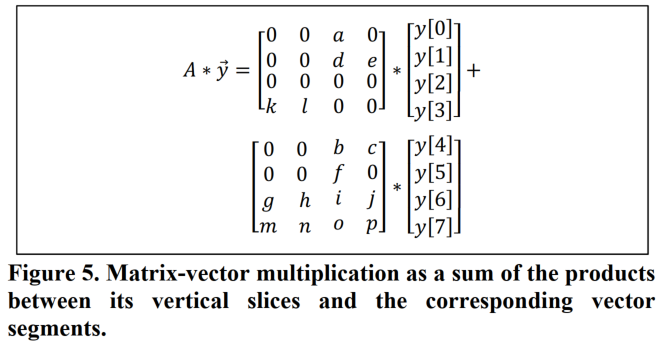 A * y⃗ = [0 0 a 0; 0 0 d e; 0 0 0 0; k l 0 0] * [y[0]; y[1]; y[2]; y[3]] +
[0 0 b c; 0 0 f 0; g h i j; m n o p] * [y[4]; y[5]; y[6]; y[7]]
Figure 5. Matrix-vector multiplication as a sum of the products
between its vertical slices and the corresponding vector
segments.